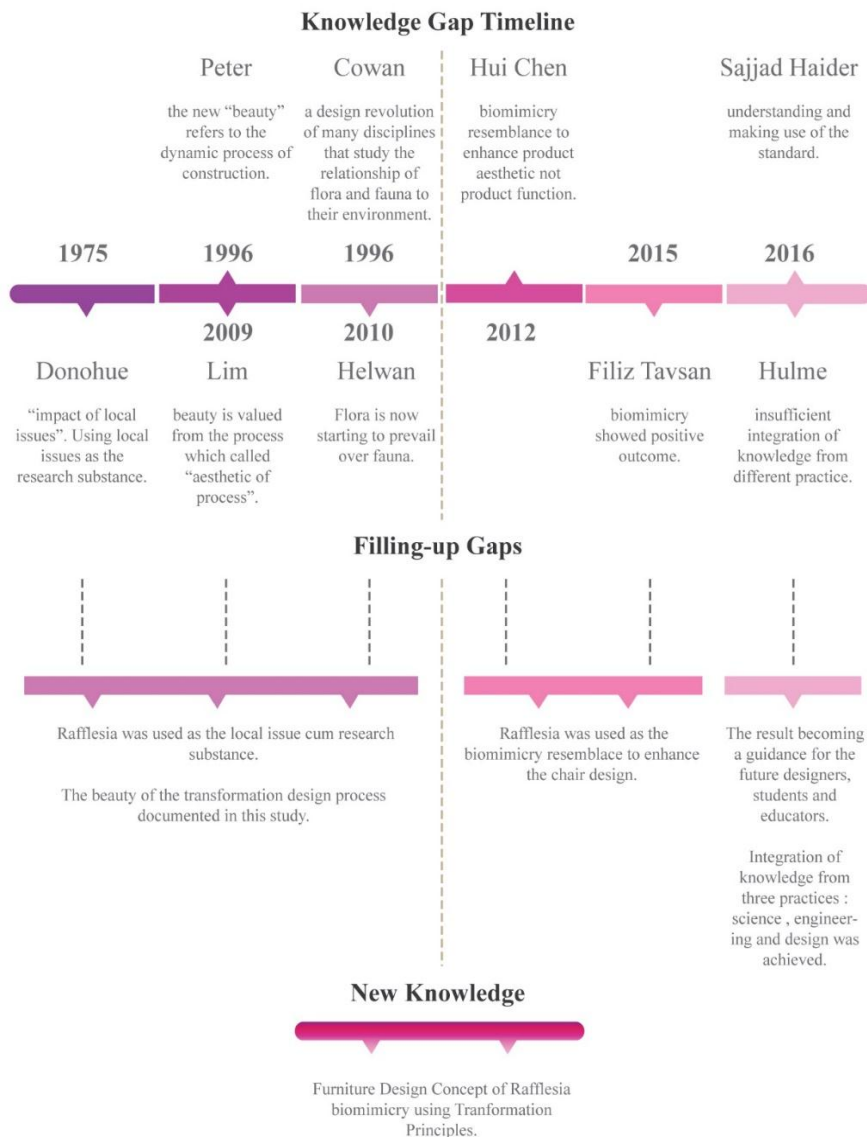 Knowledge Gap Timeline
Peter
the new “beauty”
refers to the
dynamic process of
construction.
Cowan
a design revolution
of many disciplines
that study the
relationship of
flora and fauna to
their environment.
Hui Chen
biomimicry
resemblance to
enhance product
aesthetic not
product function.
Sajjad Haider
understanding and
making use of the
standard.
1975
1996
1996
2015
2016
2009
2010
2012
Donohue
“impact of local
issues”. Using local
issues as the
research substance.
Lim
beauty is valued
from the process
which called
“aesthetic of
process”.
Helwan
Flora is now
starting to prevail
over fauna.
Filiz Tavsan
biomimicry
showed positive
outcome.
Hulme
insufficient
integration of
knowledge from
different practice.
Filling-up Gaps
Rafflesia was used as the local issue cum research
substance.
The beauty of the transformation design process
documented in this study.
Rafflesia was used as the
biomimicry resemblace to enhance
the chair design.
The result becoming
a guidance for the
future designers,
students and
educators.
Integration of
knowledge from
three practices :
science , engineer-
ing and design was
achieved.
New Knowledge
Furniture Design Concept of Rafflesia
biomimicry using Tranformation
Principles.